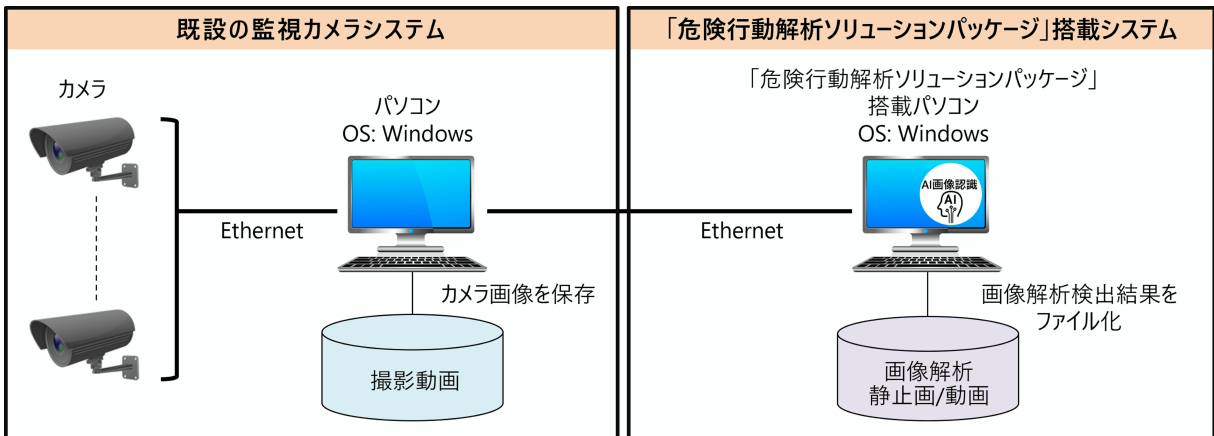 既設の監視カメラシステム
カメラ
パソコン
OS: Windows
Ethernet
カメラ画像を保存
撮影動画
「危険行動解析ソリューションパッケージ」搭載システム
「危険行動解析ソリューションパッケージ」
搭載パソコン
OS: Windows
AI画像認識
AI
Ethernet
画像解析検出結果を
ファイル化
画像解析
静止画/動画